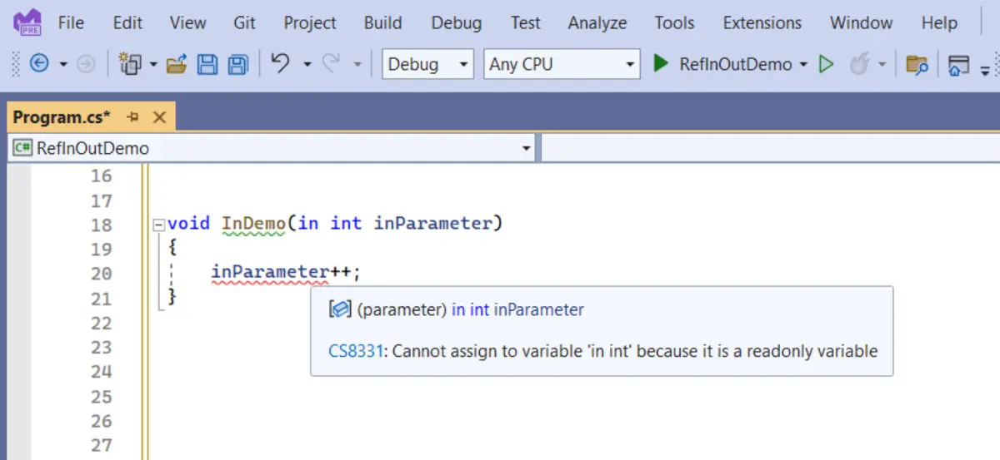 PRE
File Edit View Git Project Build Debug Test Analyze Tools Extensions Window Help
Debug Any CPU RefInOutDemo
Program.cs*
C# RefInOutDemo
16
17
18 void InDemo(in int inParameter)
19 {
20 inParameter++;
21 }
(parameter) in int inParameter
22
23 CS8331: Cannot assign to variable 'in int' because it is a readonly variable
24
25
26
27